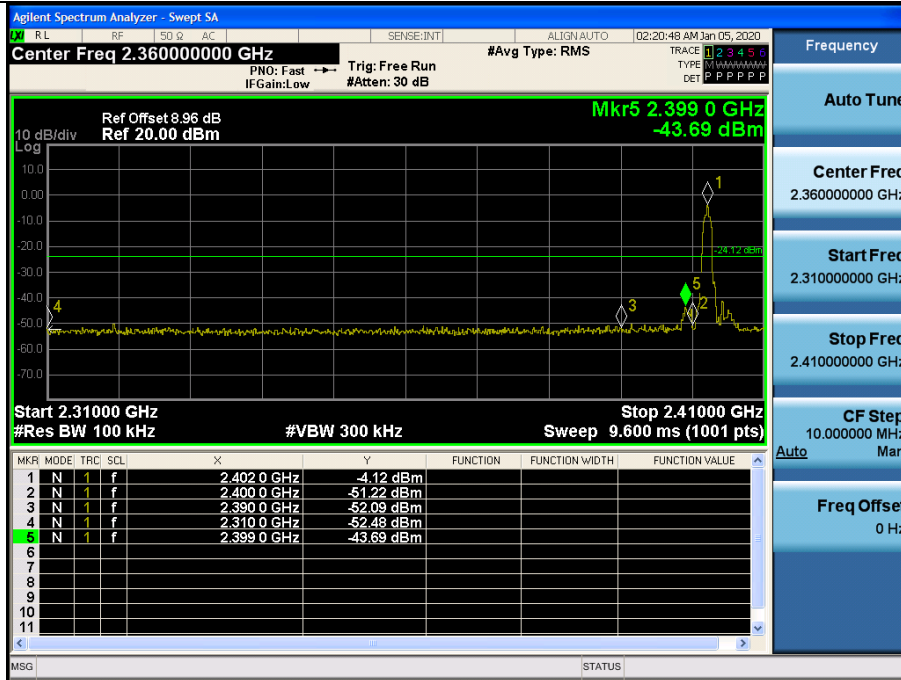 Agilent Spectrum Analyzer - Swept SA
LXI RL RF 50 Ω AC SENSE:INT ALIGN AUTO 02:20:48 AM Jan 05, 2020
Center Freq 2.360000000 GHz #Avg Type: RMS TRACE 1 2 3 4 5 6
PNO: Fast Trig: Free Run TYPE M WWWWW
IFGain:Low #Atten: 30 dB DET P P P P P P
Mkr5 2.399 0 GHz
-43.69 dBm
Ref Offset 8.96 dB
10 dB/div Ref 20.00 dBm
Log
10.0
0.00
-10.0
-20.0
-30.0
-40.0
-50.0
-60.0
-70.0
1
-24.12 dBm
5
4
3
2
Start 2.31000 GHz Stop 2.41000 GHz
#Res BW 100 kHz #VBW 300 kHz Sweep 9.600 ms (1001 pts)
MKR MODE TRC SCL X Y FUNCTION FUNCTION WIDTH FUNCTION VALUE
1 N 1 f 2.402 0 GHz -4.12 dBm
2 N 1 f 2.400 0 GHz -51.22 dBm
3 N 1 f 2.390 0 GHz -52.09 dBm
4 N 1 f 2.310 0 GHz -52.48 dBm
5 N 1 f 2.399 0 GHz -43.69 dBm
6
7
8
9
10
11
MSG STATUS
Frequency
Auto Tune
Center Freq
2.360000000 GHz
Start Freq
2.310000000 GHz
Stop Freq
2.410000000 GHz
CF Step
10.000000 MHz
Auto Man
Freq Offset
0 Hz